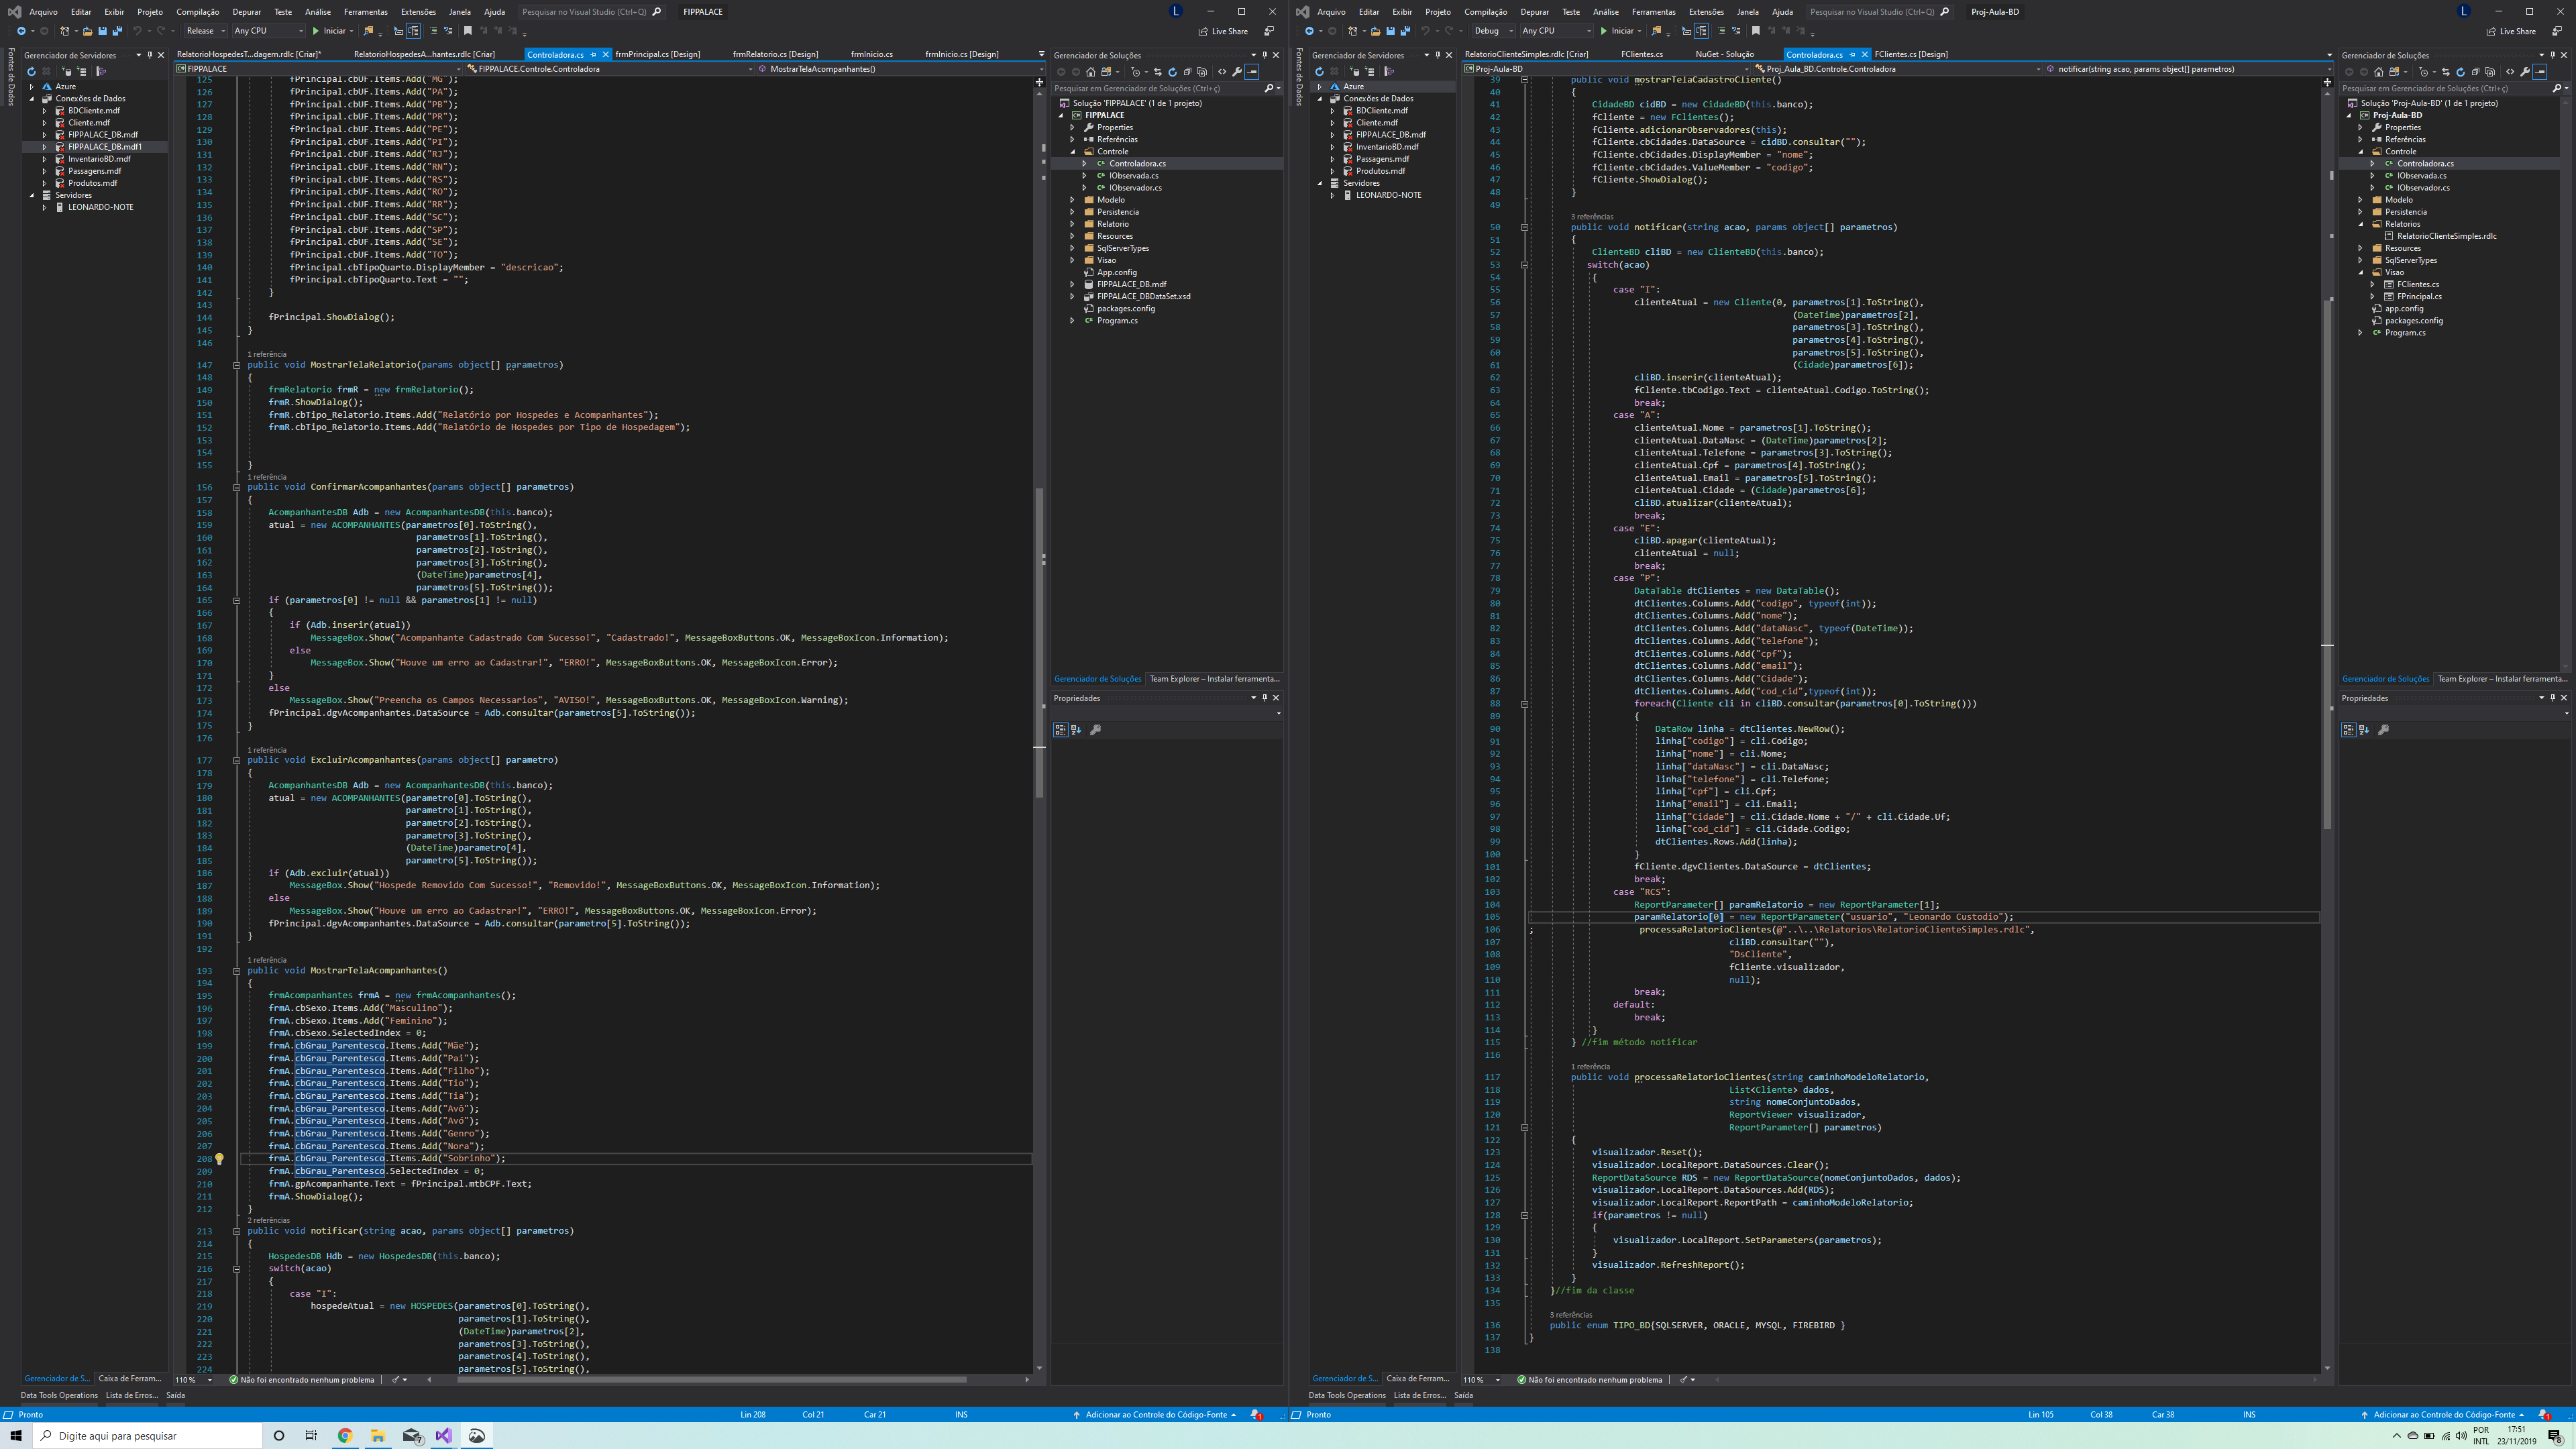 Arquivo Editar Exibir Projeto Compilação Depurar Teste Análise Ferramentas Extensões Janela Ajuda Pesquisar no Visual Studio (Ctrl+Q) FIPPALACE L
Release Any CPU Iniciar Live Share
Fontes de Dados
Gerenciador de Servidores
Azure
Conexões de Dados
BDCliente.mdf
Cliente.mdf
FIPPALACE_DB.mdf
FIPPALACE_DB.mdf1
InventarioBD.mdf
Passagens.mdf
Produtos.mdf
Servidores
LEONARDO-NOTE
RelatorioHospedesT...dagem.rdlc [Criar]* RelatorioHospedesA...hantes.rdlc [Criar] Controladora.cs frmPrincipal.cs [Design] frmRelatorio.cs [Design] frmInicio.cs frmInicio.cs [Design]
FIPPALACE FIPPALACE.Controle.Controladora MostrarTelaAcompanhantes()
125 fPrincipal.cbUF.Items.Add("MG");
126 fPrincipal.cbUF.Items.Add("PA");
127 fPrincipal.cbUF.Items.Add("PB");
128 fPrincipal.cbUF.Items.Add("PR");
129 fPrincipal.cbUF.Items.Add("PE");
130 fPrincipal.cbUF.Items.Add("PI");
131 fPrincipal.cbUF.Items.Add("RJ");
132 fPrincipal.cbUF.Items.Add("RN");
133 fPrincipal.cbUF.Items.Add("RS");
134 fPrincipal.cbUF.Items.Add("RO");
135 fPrincipal.cbUF.Items.Add("RR");
136 fPrincipal.cbUF.Items.Add("SC");
137 fPrincipal.cbUF.Items.Add("SP");
138 fPrincipal.cbUF.Items.Add("SE");
139 fPrincipal.cbUF.Items.Add("TO");
140 fPrincipal.cbTipoQuarto.DisplayMember = "descricao";
141 fPrincipal.cbTipoQuarto.Text = "";
142 }
143
144 fPrincipal.ShowDialog();
145 }
146
1 referência
147 public void MostrarTelaRelatorio(params object[] parametros)
148 {
149 frmRelatorio frmR = new frmRelatorio();
150 frmR.ShowDialog();
151 frmR.cbTipo_Relatorio.Items.Add("Relatório por Hospedes e Acompanhantes");
152 frmR.cbTipo_Relatorio.Items.Add("Relatório de Hospedes por Tipo de Hospedagem");
153
154
155 }
1 referência
156 public void ConfirmarAcompanhantes(params object[] parametros)
157 {
158 AcompanhantesDB Adb = new AcompanhantesDB(this.banco);
159 atual = new ACOMPANHANTES(parametros[0].ToString(),
160 parametros[1].ToString(),
161 parametros[2].ToString(),
162 parametros[3].ToString(),
163 (DateTime)parametros[4],
164 parametros[5].ToString());
165 if (parametros[0] != null && parametros[1] != null)
166 {
167 if (Adb.inserir(atual))
168 MessageBox.Show("Acompanhante Cadastrado Com Sucesso!", "Cadastrado!", MessageBoxButtons.OK, MessageBoxIcon.Information);
169 else
170 MessageBox.Show("Houve um erro ao Cadastrar!", "ERRO!", MessageBoxButtons.OK, MessageBoxIcon.Error);
171 }
172 else
173 MessageBox.Show("Preencha os Campos Necessarios", "AVISO!", MessageBoxButtons.OK, MessageBoxIcon.Warning);
174 fPrincipal.dgvAcompanhantes.DataSource = Adb.consultar(parametros[5].ToString());
175 }
176
1 referência
177 public void ExcluirAcompanhantes(params object[] parametro)
178 {
179 AcompanhantesDB Adb = new AcompanhantesDB(this.banco);
180 atual = new ACOMPANHANTES(parametro[0].ToString(),
181 parametro[1].ToString(),
182 parametro[2].ToString(),
183 parametro[3].ToString(),
184 (DateTime)parametro[4],
185 parametro[5].ToString());
186 if (Adb.excluir(atual))
187 MessageBox.Show("Hospede Removido Com Sucesso!", "Removido!", MessageBoxButtons.OK, MessageBoxIcon.Information);
188 else
189 MessageBox.Show("Houve um erro ao Cadastrar!", "ERRO!", MessageBoxButtons.OK, MessageBoxIcon.Error);
190 fPrincipal.dgvAcompanhantes.DataSource = Adb.consultar(parametro[5].ToString());
191 }
192
1 referência
193 public void MostrarTelaAcompanhantes()
194 {
195 frmAcompanhantes frmA = new frmAcompanhantes();
196 frmA.cbSexo.Items.Add("Masculino");
197 frmA.cbSexo.Items.Add("Feminino");
198 frmA.cbSexo.SelectedIndex = 0;
199 frmA.cbGrau_Parentesco.Items.Add("Mãe");
200 frmA.cbGrau_Parentesco.Items.Add("Pai");
201 frmA.cbGrau_Parentesco.Items.Add("Filho");
202 frmA.cbGrau_Parentesco.Items.Add("Tio");
203 frmA.cbGrau_Parentesco.Items.Add("Tia");
204 frmA.cbGrau_Parentesco.Items.Add("Avô");
205 frmA.cbGrau_Parentesco.Items.Add("Avó");
206 frmA.cbGrau_Parentesco.Items.Add("Genro");
207 frmA.cbGrau_Parentesco.Items.Add("Nora");
208 frmA.cbGrau_Parentesco.Items.Add("Sobrinho");
209 frmA.cbGrau_Parentesco.SelectedIndex = 0;
210 frmA.gpAcompanhante.Text = fPrincipal.mtbCPF.Text;
211 frmA.ShowDialog();
212 }
2 referências
213 public void notificar(string acao, params object[] parametros)
214 {
215 HospedesDB Hdb = new HospedesDB(this.banco);
216 switch(acao)
217 {
218 case "I":
219 hospedeAtual = new HOSPEDES(parametros[0].ToString(),
220 parametros[1].ToString(),
221 (DateTime)parametros[2],
222 parametros[3].ToString(),
223 parametros[4].ToString(),
224 parametros[5].ToString(),
110 % Não foi encontrado nenhum problema
Gerenciador de Soluções
Pesquisar em Gerenciador de Soluções (Ctrl+ç)
Solução 'FIPPALACE' (1 de 1 projeto)
FIPPALACE
Properties
Referências
Controle
Controladora.cs
IObservada.cs
IObservador.cs
Modelo
Persistencia
Relatorio
Resources
SqlServerTypes
Visao
App.config
FIPPALACE_DB.mdf
FIPPALACE_DBDataSet.xsd
packages.config
Program.cs
Gerenciador de Soluções Team Explorer – Instalar ferramenta...
Propriedades
Gerenciador de S... Caixa de Ferram...
Data Tools Operations Lista de Erros... Saída
Pronto Lin 208 Col 21 Car 21 INS Adicionar ao Controle do Código-Fonte 1
Arquivo Editar Exibir Projeto Compilação Depurar Teste Análise Ferramentas Extensões Janela Ajuda Pesquisar no Visual Studio (Ctrl+Q) Proj-Aula-BD L
Debug Any CPU Iniciar Live Share
Fontes de Dados
Gerenciador de Servidores
Azure
Conexões de Dados
BDCliente.mdf
Cliente.mdf
FIPPALACE_DB.mdf
InventarioBD.mdf
Passagens.mdf
Produtos.mdf
Servidores
LEONARDO-NOTE
RelatorioClienteSimples.rdlc [Criar] FClientes.cs NuGet - Solução Controladora.cs FClientes.cs [Design]
Proj-Aula-BD Proj_Aula_BD.Controle.Controladora notificar(string acao, params object[] parametros)
39 public void mostrarTelaCadastroCliente()
40 {
41 CidadeBD cidBD = new CidadeBD(this.banco);
42 fCliente = new FClientes();
43 fCliente.adicionarObservadores(this);
44 fCliente.cbCidades.DataSource = cidBD.consultar("");
45 fCliente.cbCidades.DisplayMember = "nome";
46 fCliente.cbCidades.ValueMember = "codigo";
47 fCliente.ShowDialog();
48 }
49
3 referências
50 public void notificar(string acao, params object[] parametros)
51 {
52 ClienteBD cliBD = new ClienteBD(this.banco);
53 switch(acao)
54 {
55 case "I":
56 clienteAtual = new Cliente(0, parametros[1].ToString(),
57 (DateTime)parametros[2],
58 parametros[3].ToString(),
59 parametros[4].ToString(),
60 parametros[5].ToString(),
61 (Cidade)parametros[6]);
62 cliBD.inserir(clienteAtual);
63 fCliente.tbCodigo.Text = clienteAtual.Codigo.ToString();
64 break;
65 case "A":
66 clienteAtual.Nome = parametros[1].ToString();
67 clienteAtual.DataNasc = (DateTime)parametros[2];
68 clienteAtual.Telefone = parametros[3].ToString();
69 clienteAtual.Cpf = parametros[4].ToString();
70 clienteAtual.Email = parametros[5].ToString();
71 clienteAtual.Cidade = (Cidade)parametros[6];
72 cliBD.atualizar(clienteAtual);
73 break;
74 case "E":
75 cliBD.apagar(clienteAtual);
76 clienteAtual = null;
77 break;
78 case "P":
79 DataTable dtClientes = new DataTable();
80 dtClientes.Columns.Add("codigo", typeof(int));
81 dtClientes.Columns.Add("nome");
82 dtClientes.Columns.Add("dataNasc", typeof(DateTime));
83 dtClientes.Columns.Add("telefone");
84 dtClientes.Columns.Add("cpf");
85 dtClientes.Columns.Add("email");
86 dtClientes.Columns.Add("Cidade");
87 dtClientes.Columns.Add("cod_cid",typeof(int));
88 foreach(Cliente cli in cliBD.consultar(parametros[0].ToString()))
89 {
90 DataRow linha = dtClientes.NewRow();
91 linha["codigo"] = cli.Codigo;
92 linha["nome"] = cli.Nome;
93 linha["dataNasc"] = cli.DataNasc;
94 linha["telefone"] = cli.Telefone;
95 linha["cpf"] = cli.Cpf;
96 linha["email"] = cli.Email;
97 linha["Cidade"] = cli.Cidade.Nome + "/" + cli.Cidade.Uf;
98 linha["cod_cid"] = cli.Cidade.Codigo;
99 dtClientes.Rows.Add(linha);
100 }
101 fCliente.dgvClientes.DataSource = dtClientes;
102 break;
103 case "RCS":
104 ReportParameter[] paramRelatorio = new ReportParameter[1];
105 paramRelatorio[0] = new ReportParameter("usuario", "Leonardo Custodio");
106 ; processaRelatorioClientes(@"..\..\Relatorios\RelatorioClienteSimples.rdlc",
107 cliBD.consultar(""),
108 "DsCliente",
109 fCliente.visualizador,
110 null);
111 break;
112 default:
113 break;
114 }
115 } //fim método notificar
116
1 referência
117 public void processaRelatorioClientes(string caminhoModeloRelatorio,
118 List<Cliente> dados,
119 string nomeConjuntoDados,
120 ReportViewer visualizador,
121 ReportParameter[] parametros)
122 {
123 visualizador.Reset();
124 visualizador.LocalReport.DataSources.Clear();
125 ReportDataSource RDS = new ReportDataSource(nomeConjuntoDados, dados);
126 visualizador.LocalReport.DataSources.Add(RDS);
127 visualizador.LocalReport.ReportPath = caminhoModeloRelatorio;
128 if(parametros != null)
129 {
130 visualizador.LocalReport.SetParameters(parametros);
131 }
132 visualizador.RefreshReport();
133 }
134 }//fim da classe
135
3 referências
136 public enum TIPO_BD{SQLSERVER, ORACLE, MYSQL, FIREBIRD }
137 }
138
110 % Não foi encontrado nenhum problema
Gerenciador de Soluções
Pesquisar em Gerenciador de Soluções (Ctrl+ç)
Solução 'Proj-Aula-BD' (1 de 1 projeto)
Proj-Aula-BD
Properties
Referências
Controle
Controladora.cs
IObservada.cs
IObservador.cs
Modelo
Persistencia
Relatorios
RelatorioClienteSimples.rdlc
Resources
SqlServerTypes
Visao
FClientes.cs
FPrincipal.cs
app.config
packages.config
Program.cs
Gerenciador de Soluções Team Explorer – Instalar ferramenta...
Propriedades
Gerenciador de S... Caixa de Ferram...
Data Tools Operations Lista de Erros... Saída
Pronto Lin 105 Col 38 Car 38 INS Adicionar ao Controle do Código-Fonte 1
Digite aqui para pesquisar 7 POR INTL 17:51 23/11/2019 8